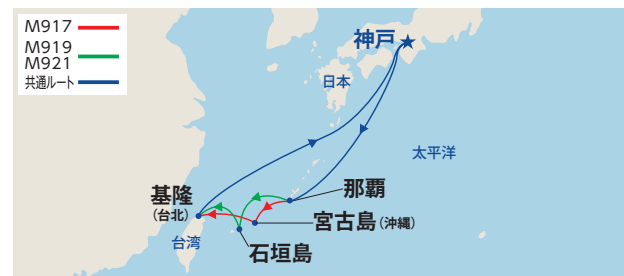 M917
M919
M921
共通ルート
神戸
日本
太平洋
那覇
基隆
(台北)
宮古島(沖縄)
台湾
石垣島